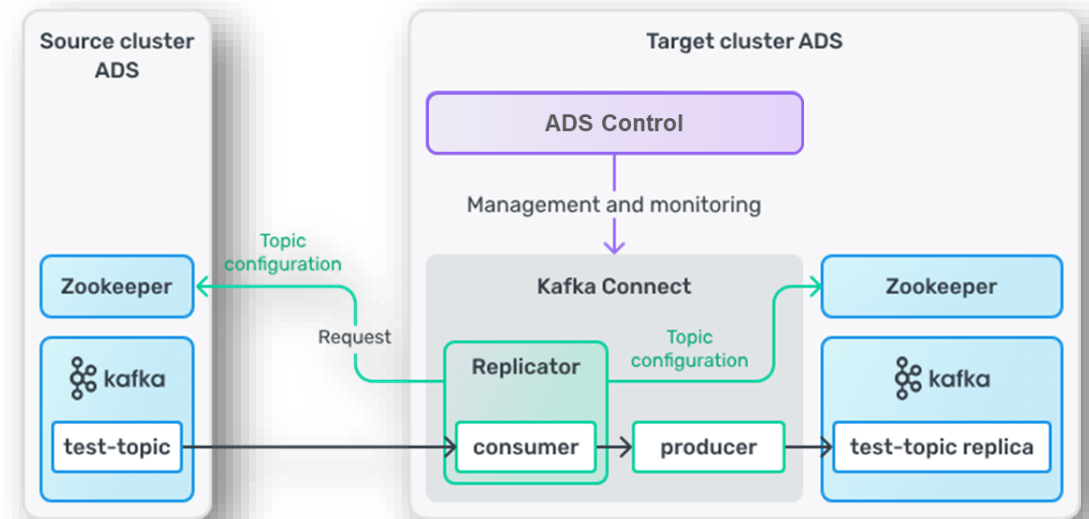 Source cluster
ADS
Target cluster ADS
ADS Control
Management and monitoring
Topic
configuration
Zookeeper
Kafka Connect
Zookeeper
Request
Topic
configuration
Replicator
kafka
kafka
test-topic
consumer
producer
test-topic replica